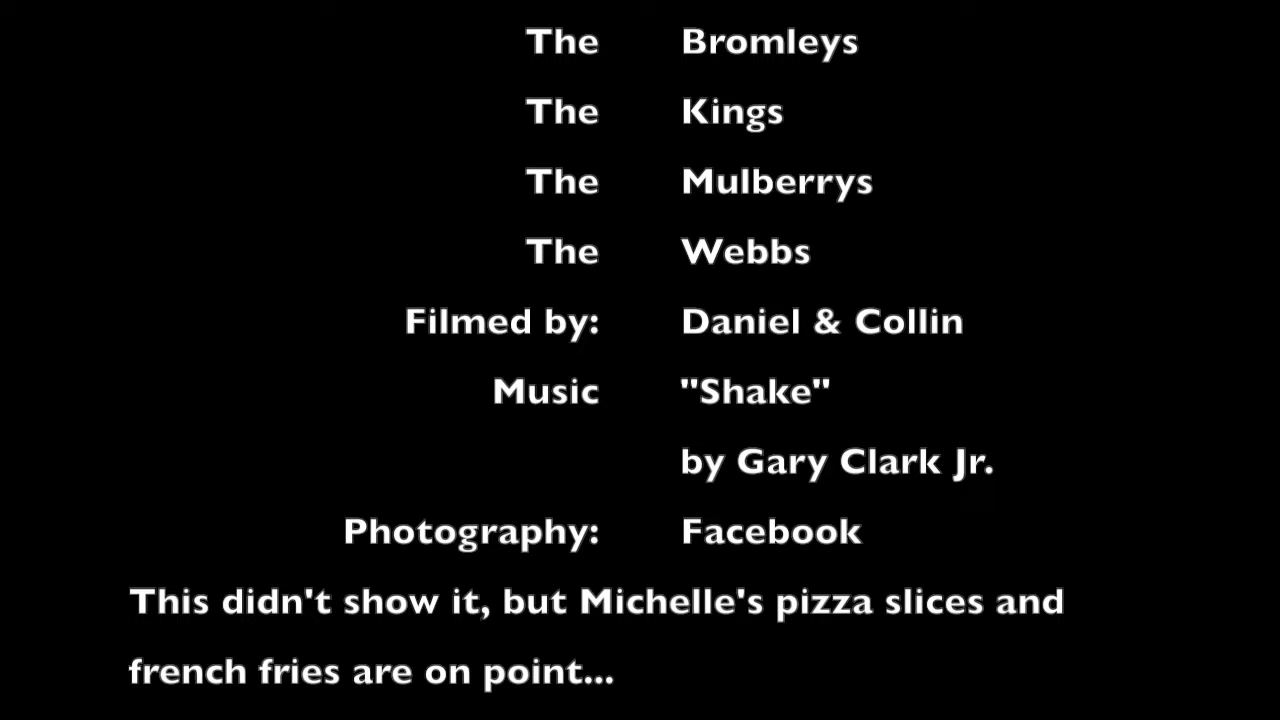 The Bromleys
The Kings
The Mulberrys
The Webbs
Filmed by: Daniel & Collin
Music "Shake"
by Gary Clark Jr.
Photography: Facebook
This didn't show it, but Michelle's pizza slices and
french fries are on point...